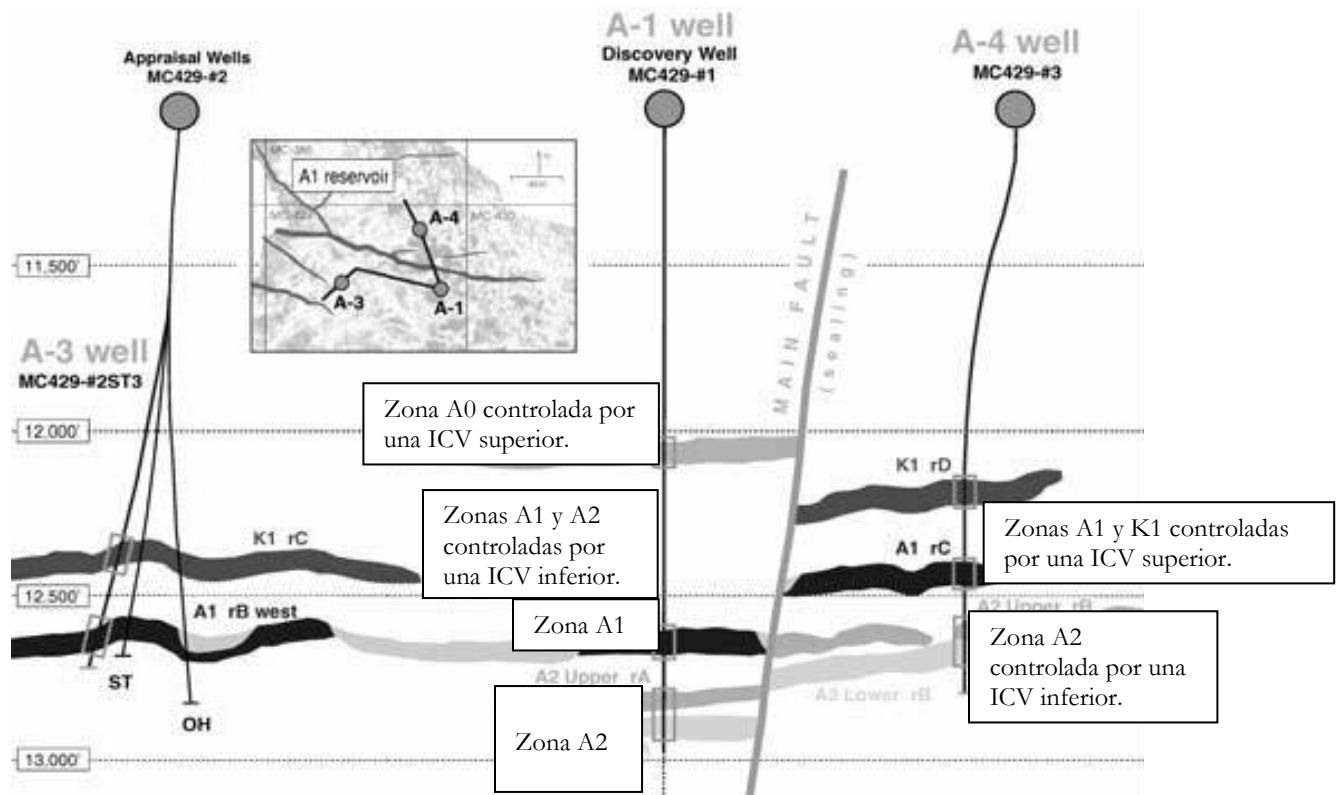 A-1 well
Discovery Well
MC429-#1
A-4 well
MC429-#3
Appraisal Wells
MC429-#2
A1 reservoir
A-4
A-3
A-1
11,500'
MAIN FAULT
(sealing)
A-3 well
MC429-#2ST3
Zona A0 controlada por
una ICV superior.
12.000'
K1 rD
Zonas A1 y A2
controladas por
una ICV inferior.
Zonas A1 y K1 controladas
por una ICV superior.
K1 rC
A1 rC
12.500'
A1 rB west
Zona A1
A2 Upper rB
Zona A2
controlada por una
ICV inferior.
A2 Upper rA
ST
OH
Zona A2
13.000'